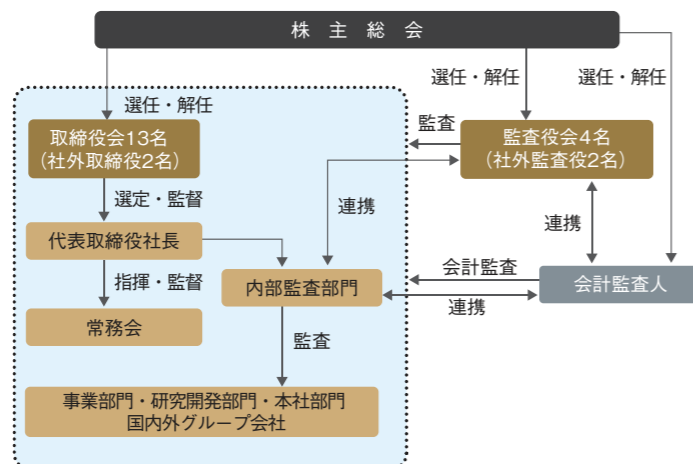 株主総会
選任・解任
選任・解任
選任・解任
取締役会13名
（社外取締役2名）
監査
監査役会4名
（社外監査役2名）
選定・監督
連携
連携
代表取締役社長
指揮・監督
内部監査部門
会計監査
会計監査人
連携
常務会
監査
事業部門・研究開発部門・本社部門
国内外グループ会社